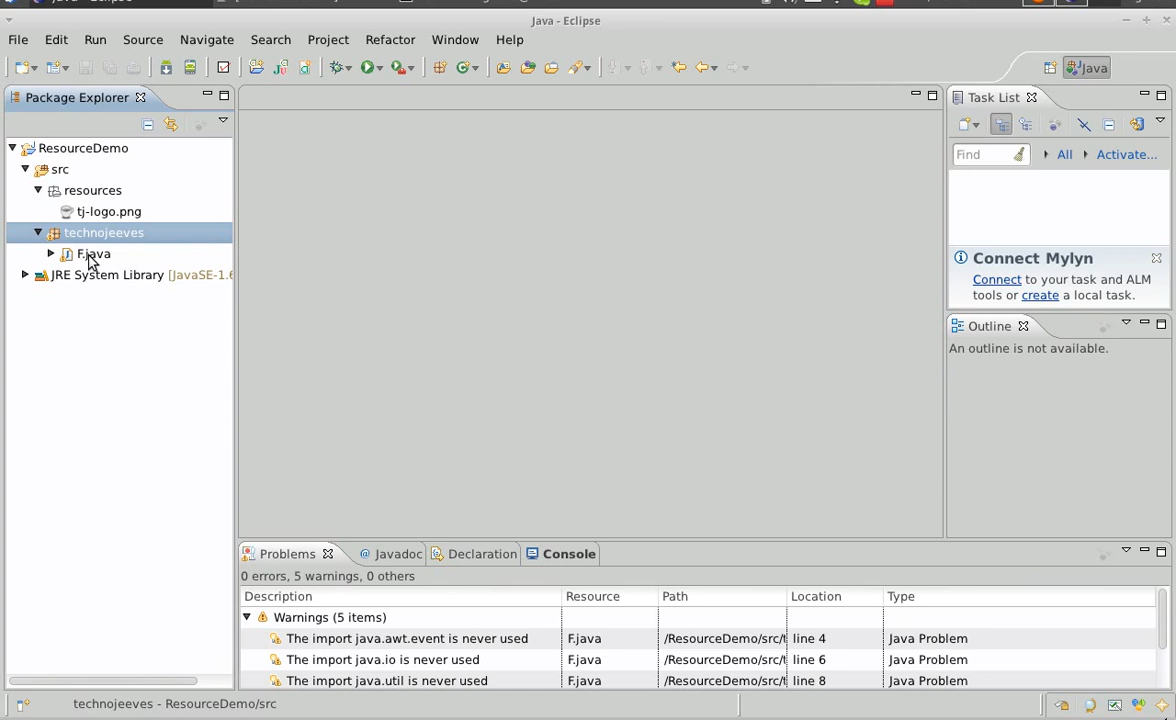 Java - Eclipse
File Edit Run Source Navigate Search Project Refactor Window Help
Java
Package Explorer
ResourceDemo
src
resources
tj-logo.png
technojeeves
F.java
JRE System Library [JavaSE-1.6
Task List
Find All Activate...
Connect Mylyn
Connect to your task and ALM
tools or create a local task.
Outline
An outline is not available.
Problems @ Javadoc Declaration Console
0 errors, 5 warnings, 0 others
Description Resource Path Location Type
Warnings (5 items)
The import java.awt.event is never used F.java /ResourceDemo/src/t line 4 Java Problem
The import java.io is never used F.java /ResourceDemo/src/t line 6 Java Problem
The import java.util is never used F.java /ResourceDemo/src/t line 8 Java Problem
technojeeves - ResourceDemo/src